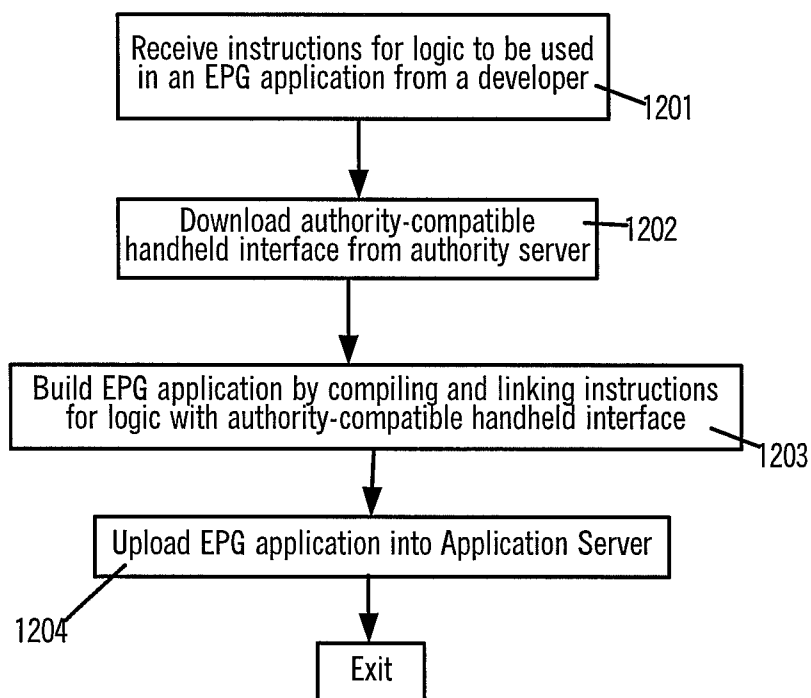 Receive instructions for logic to be used
in an EPG application from a developer
1201
Download authority-compatible
handheld interface from authority server
1202
Build EPG application by compiling and linking instructions
for logic with authority-compatible handheld interface
1203
Upload EPG application into Application Server
1204
Exit